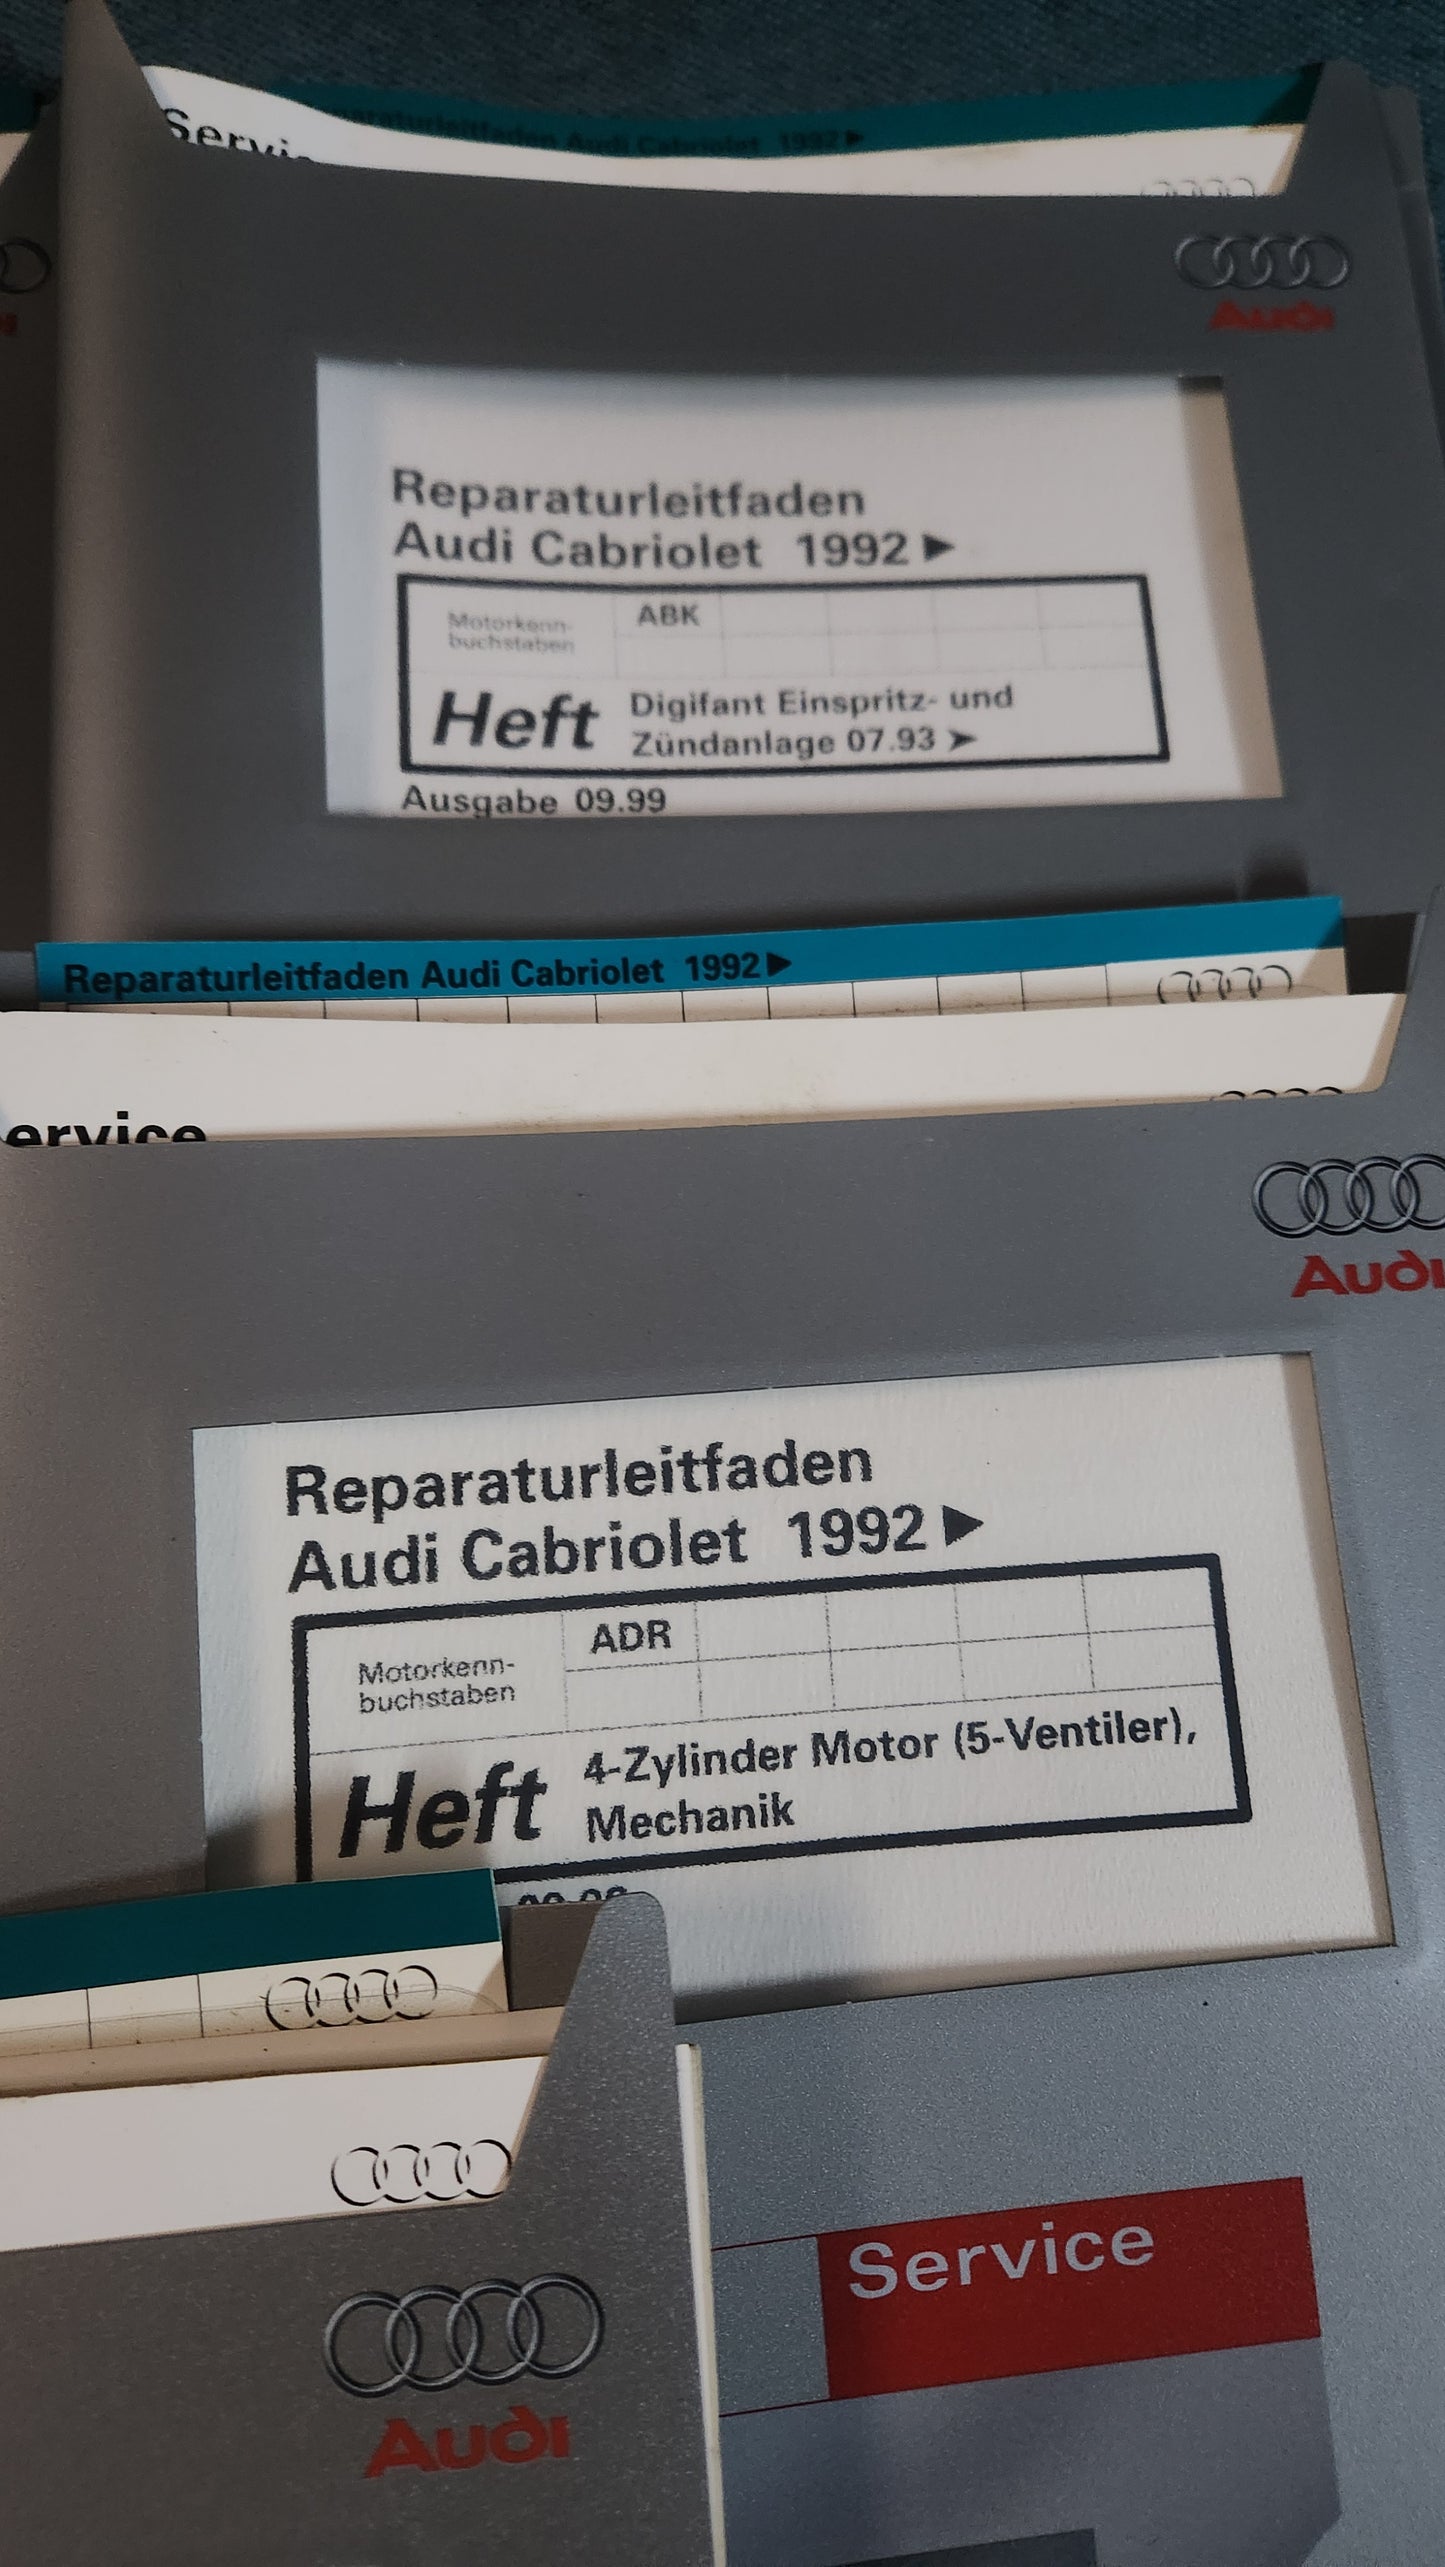 Reparaturleitfaden Audi Cabriolet 1992
Audi
Reparaturleitfaden
Audi Cabriolet 1992
Motorkenn-
buchstaben
ABK
Heft
Digifant Einspritz- und
Zündanlage 07.93
Ausgabe 09.99
Reparaturleitfaden Audi Cabriolet 1992
Audi
Reparaturleitfaden
Audi Cabriolet 1992
Motorkenn-
buchstaben
ADR
Heft
4-Zylinder Motor (5-Ventiler),
Mechanik
Service
Audi